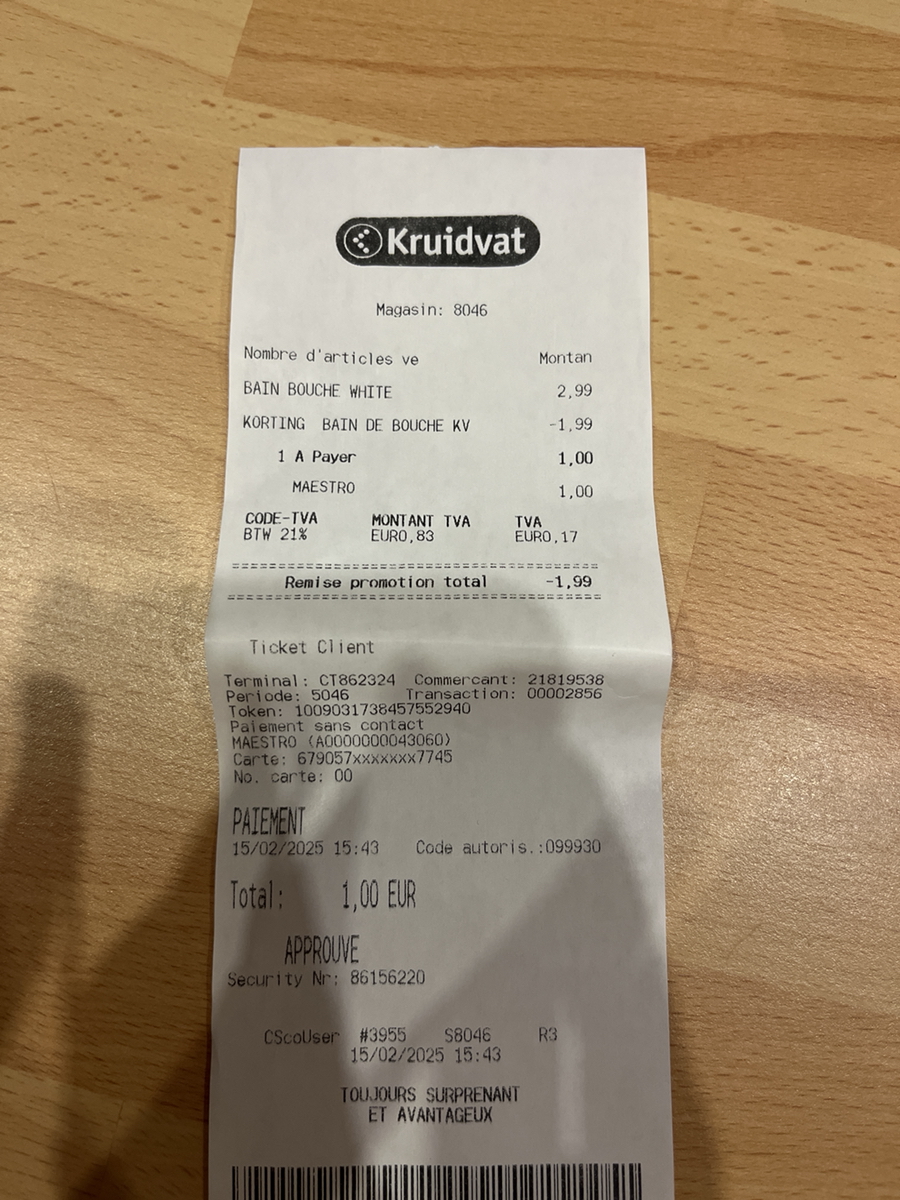 Kruidvat
Magasin: 8046
Nombre d'articles ve Montan
BAIN BOUCHE WHITE 2,99
KORTING BAIN DE BOUCHE KV -1,99
1 A Payer 1,00
MAESTRO 1,00
CODE-TVA MONTANT TVA TVA
BTW 21% EURO,83 EURO,17
Remise promotion total -1,99
Ticket Client
Terminal: CT862324 Commercant: 21819538
Periode: 5046 Transaction: 00002856
Token: 1009031738457552940
Paiement sans contact
MAESTRO (A0000000043060)
Carte: 679057xxxxxxx7745
No. carte: 00
PAIEMENT
15/02/2025 15:43 Code autoris.:099930
Total: 1,00 EUR
APPROUVE
Security Nr: 86156220
CScoUser #3955 S8046 R3
15/02/2025 15:43
TOUJOURS SURPRENANT
ET AVANTAGEUX